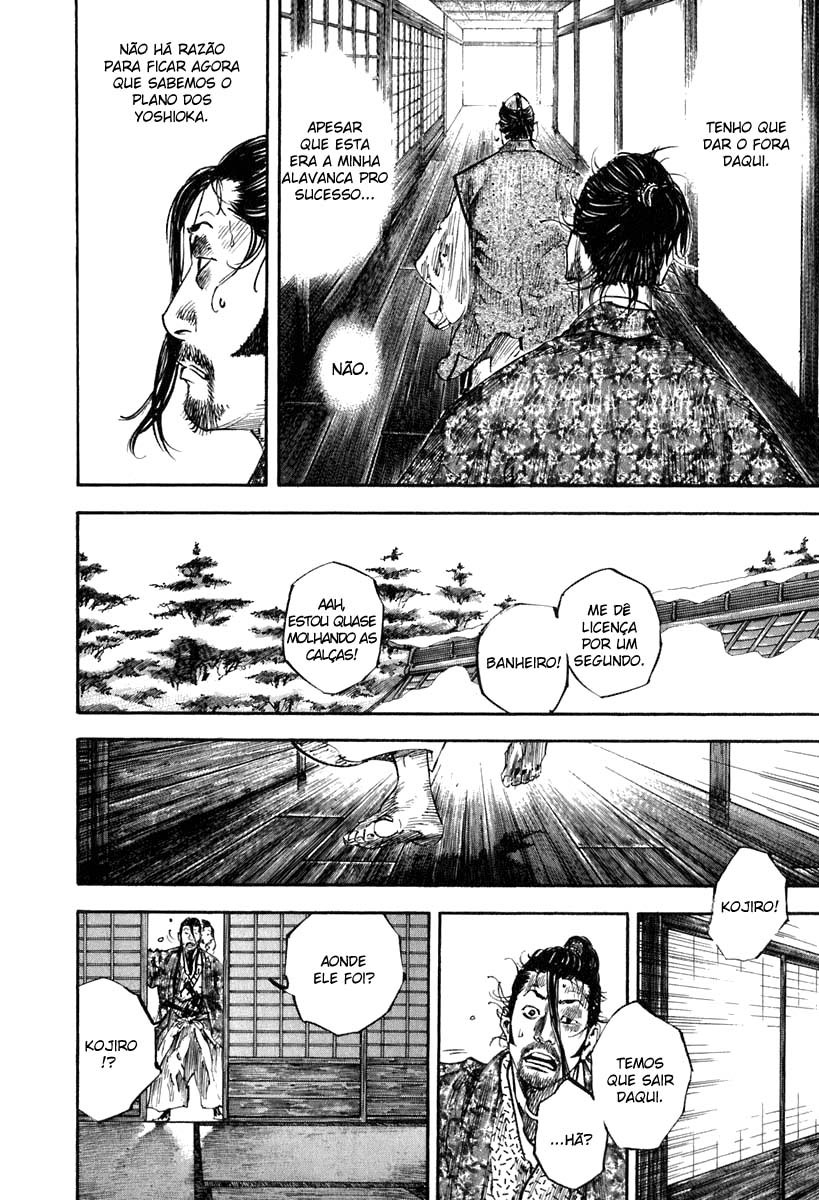 TENHO QUE
DAR O FORA
DAQUI.
APESAR
QUE ESTA
ERA A MINHA
ALAVANCA PRO
SUCESSO...
NÃO.
NÃO HÁ RAZÃO
PARA FICAR AGORA
QUE SABEMOS O
PLANO DOS
YOSHIOKA.
ME DÊ
LICENÇA
POR UM
SEGUNDO.
BANHEIRO!
AAH,
ESTOU QUASE
MOLHANDO AS
CALÇAS!
KOJIRO!
TEMOS
QUE SAIR
DAQUI.
...HÃ?
AONDE
ELE FOI?
KOJIRO
!?